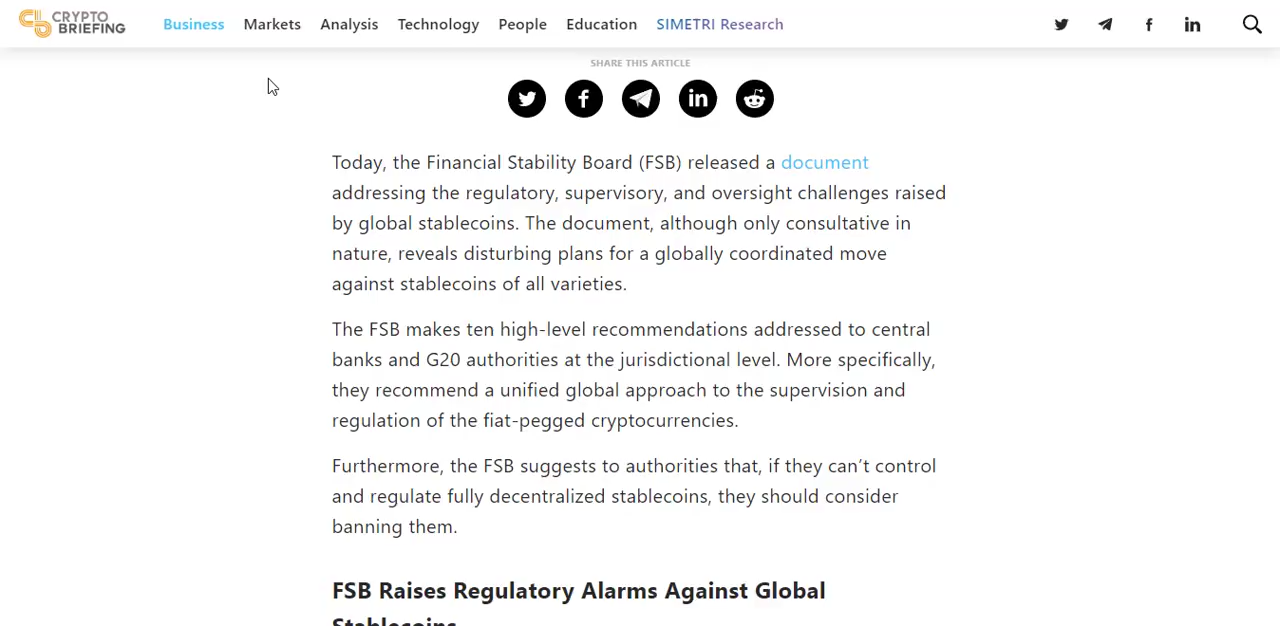 CRYPTO
BRIEFING
Business Markets Analysis Technology People Education SIMETRI Research
SHARE THIS ARTICLE
Today, the Financial Stability Board (FSB) released a document
addressing the regulatory, supervisory, and oversight challenges raised
by global stablecoins. The document, although only consultative in
nature, reveals disturbing plans for a globally coordinated move
against stablecoins of all varieties.
The FSB makes ten high-level recommendations addressed to central
banks and G20 authorities at the jurisdictional level. More specifically,
they recommend a unified global approach to the supervision and
regulation of the fiat-pegged cryptocurrencies.
Furthermore, the FSB suggests to authorities that, if they can’t control
and regulate fully decentralized stablecoins, they should consider
banning them.
FSB Raises Regulatory Alarms Against Global
Stablecoins